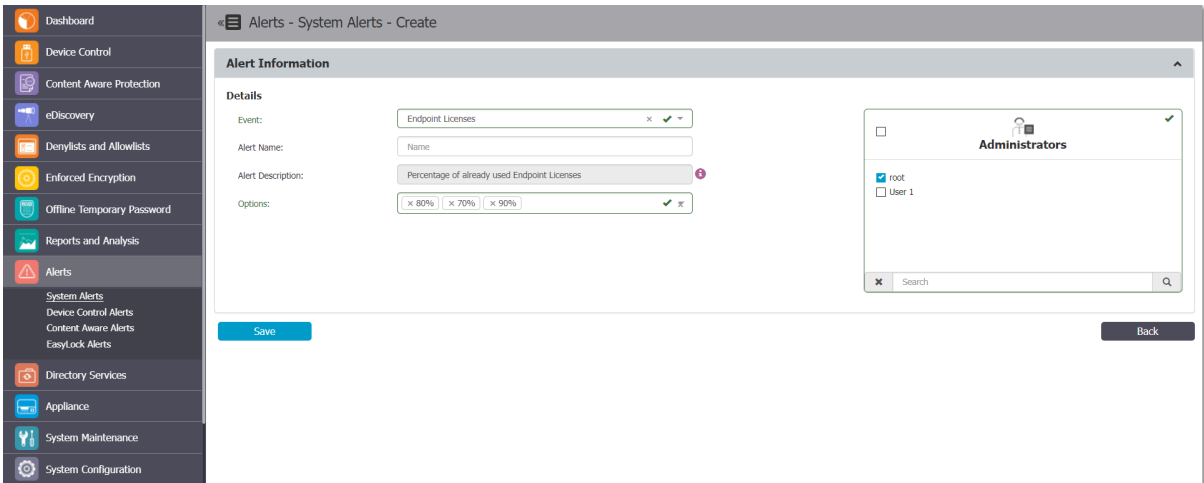 Dashboard
Device Control
Content Aware Protection
eDiscovery
Denylists and Allowlists
Enforced Encryption
Offline Temporary Password
Reports and Analysis
Alerts
System Alerts
Device Control Alerts
Content Aware Alerts
EasyLock Alerts
Directory Services
Appliance
System Maintenance
System Configuration
Alerts - System Alerts - Create
Alert Information
Details
Event: Endpoint Licenses
Alert Name: Name
Alert Description: Percentage of already used Endpoint Licenses
Options: × 80% × 70% × 90%
Administrators
root
User 1
Search
Save
Back